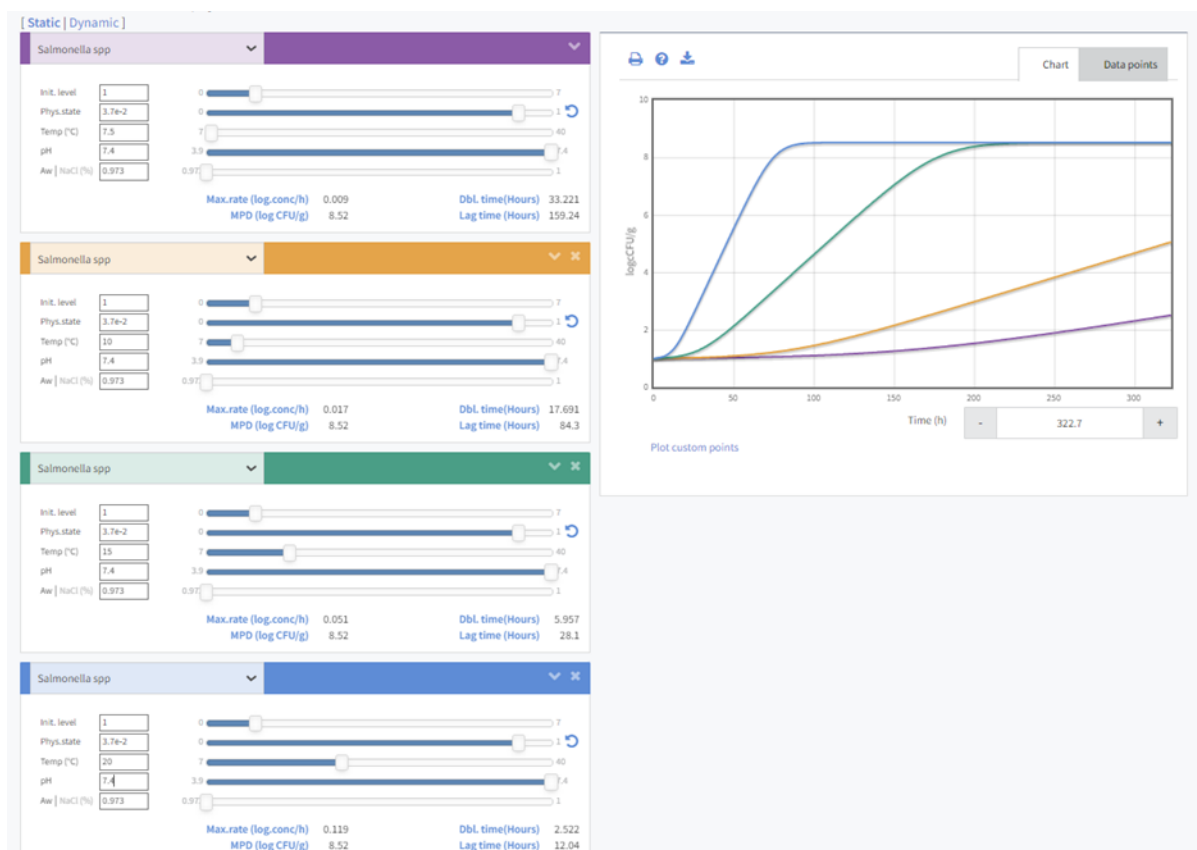 [ Static | Dynamic ]
Salmonella spp
Init. level 1 0 7
Phys.state 3.7e-2 0 1
Temp (°C) 7.5 7 40
pH 7.4 3.9 7.4
Aw | NaCl (%) 0.973 0.97 1
Max.rate (log.conc/h) 0.009 Dbl. time(Hours) 33.221
MPD (log CFU/g) 8.52 Lag time (Hours) 159.24
Salmonella spp
Init. level 1 0 7
Phys.state 3.7e-2 0 1
Temp (°C) 10 7 40
pH 7.4 3.9 7.4
Aw | NaCl (%) 0.973 0.97 1
Max.rate (log.conc/h) 0.017 Dbl. time(Hours) 17.691
MPD (log CFU/g) 8.52 Lag time (Hours) 84.3
Salmonella spp
Init. level 1 0 7
Phys.state 3.7e-2 0 1
Temp (°C) 15 7 40
pH 7.4 3.9 7.4
Aw | NaCl (%) 0.973 0.97 1
Max.rate (log.conc/h) 0.051 Dbl. time(Hours) 5.957
MPD (log CFU/g) 8.52 Lag time (Hours) 28.1
Salmonella spp
Init. level 1 0 7
Phys.state 3.7e-2 0 1
Temp (°C) 20 7 40
pH 7.4 3.9 7.4
Aw | NaCl (%) 0.973 0.97 1
Max.rate (log.conc/h) 0.119 Dbl. time(Hours) 2.522
MPD (log CFU/g) 8.52 Lag time (Hours) 12.04
Chart Data points
10
8
6
4
2
0
logcCFU/g
0 50 100 150 200 250 300
Time (h) - 322.7 +
Plot custom points